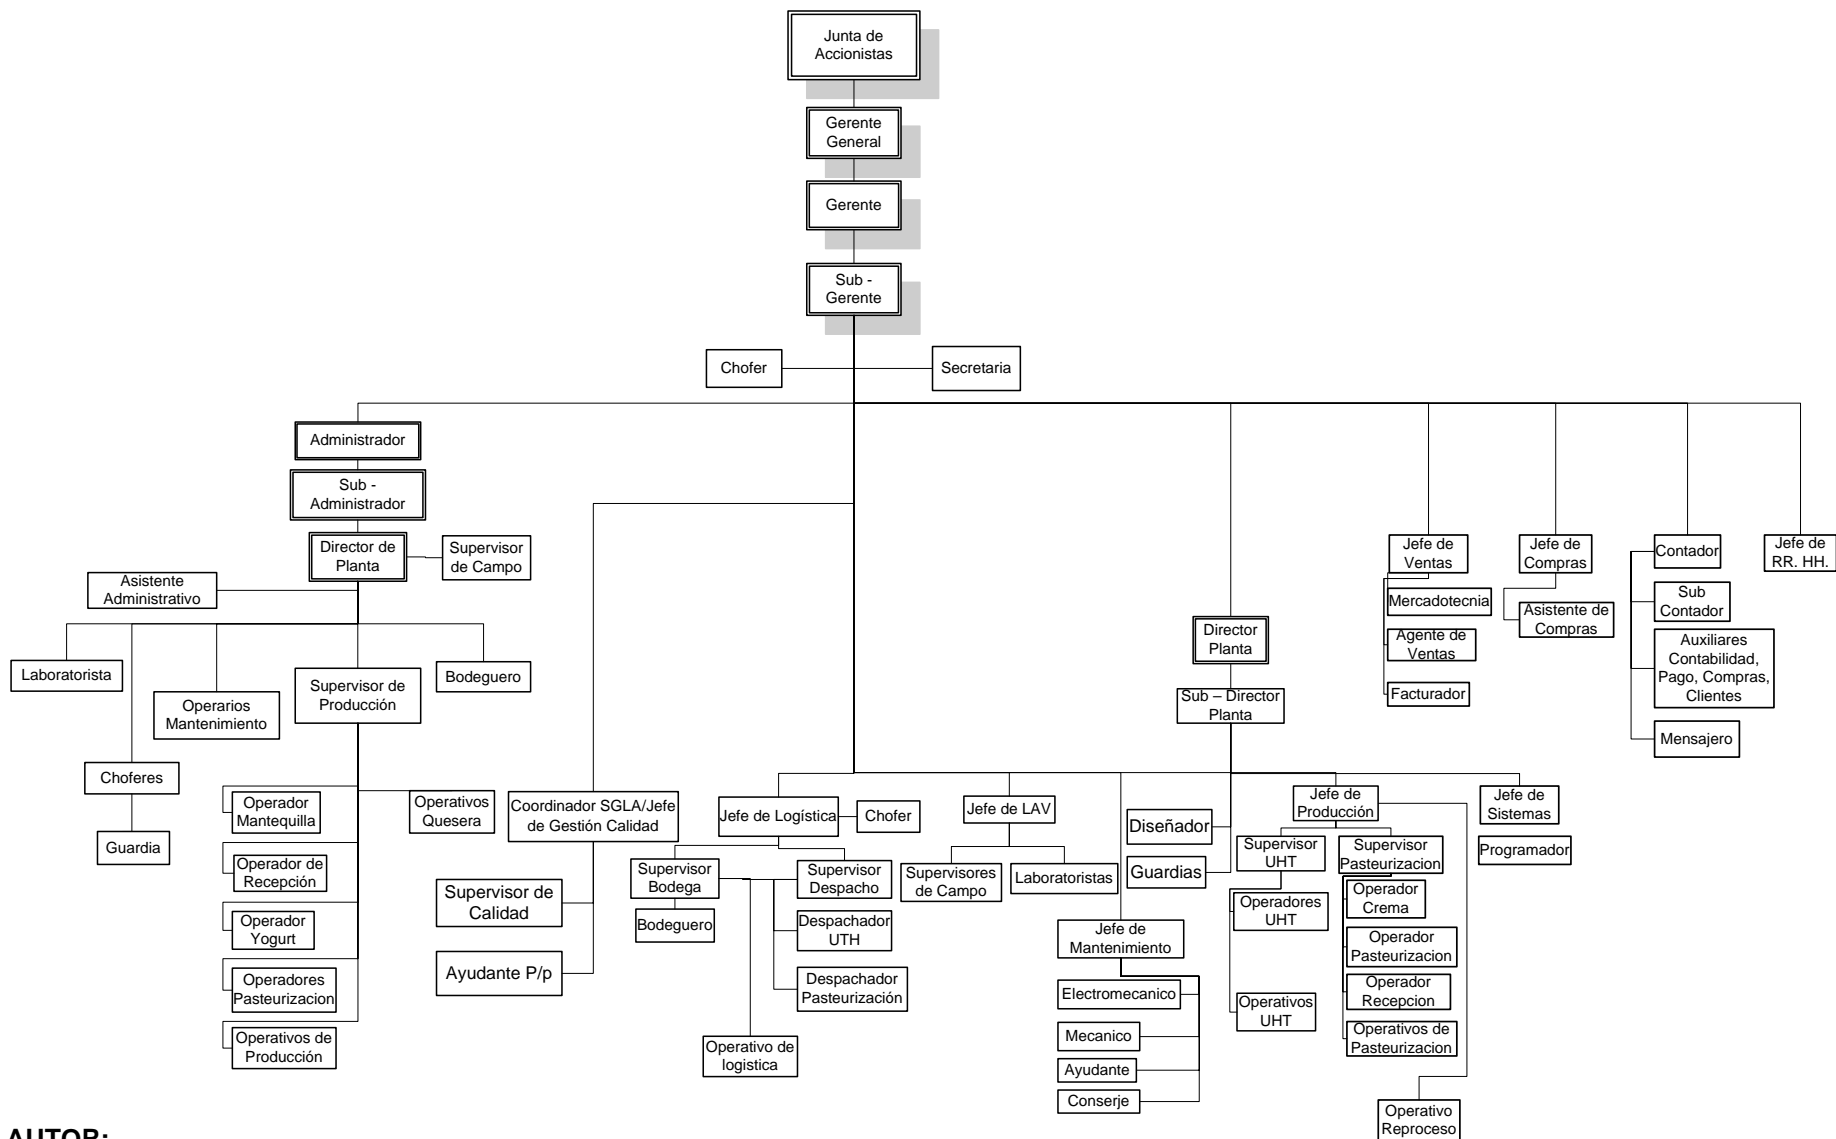 Junta de
Accionistas
Gerente
General
Gerente
Sub -
Gerente
Chofer
Secretaria
Administrador
Sub -
Administrador
Director de
Planta
Supervisor
de Campo
Asistente
Administrativo
Laboratorista
Operarios
Mantenimiento
Supervisor de
Producción
Bodeguero
Choferes
Guardia
Operador
Mantequilla
Operativos
Quesera
Operador de
Recepción
Operador
Yogurt
Operadores
Pasteurizacion
Operativos de
Producción
Coordinador SGLA/Jefe
de Gestión Calidad
Supervisor de
Calidad
Ayudante P/p
Jefe de Logística
Chofer
Supervisor
Bodega
Bodeguero
Supervisor
Despacho
Despachador
UTH
Despachador
Pasteurización
Operativo de
logistica
Jefe de LAV
Supervisores
de Campo
Laboratoristas
Jefe de
Mantenimiento
Electromecanico
Mecanico
Ayudante
Conserje
Director
Planta
Sub – Director
Planta
Diseñador
Guardias
Jefe de
Producción
Supervisor
UHT
Operadores
UHT
Operativos
UHT
Supervisor
Pasteurizacion
Operador
Crema
Operador
Pasteurizacion
Operador
Recepcion
Operativos de
Pasteurizacion
Operativo
Reproceso
Jefe de
Sistemas
Programador
Jefe de
Ventas
Mercadotecnia
Agente de
Ventas
Facturador
Jefe de
Compras
Asistente de
Compras
Contador
Sub
Contador
Auxiliares
Contabilidad,
Pago, Compras,
Clientes
Mensajero
Jefe de
RR. HH.
AUTOR: